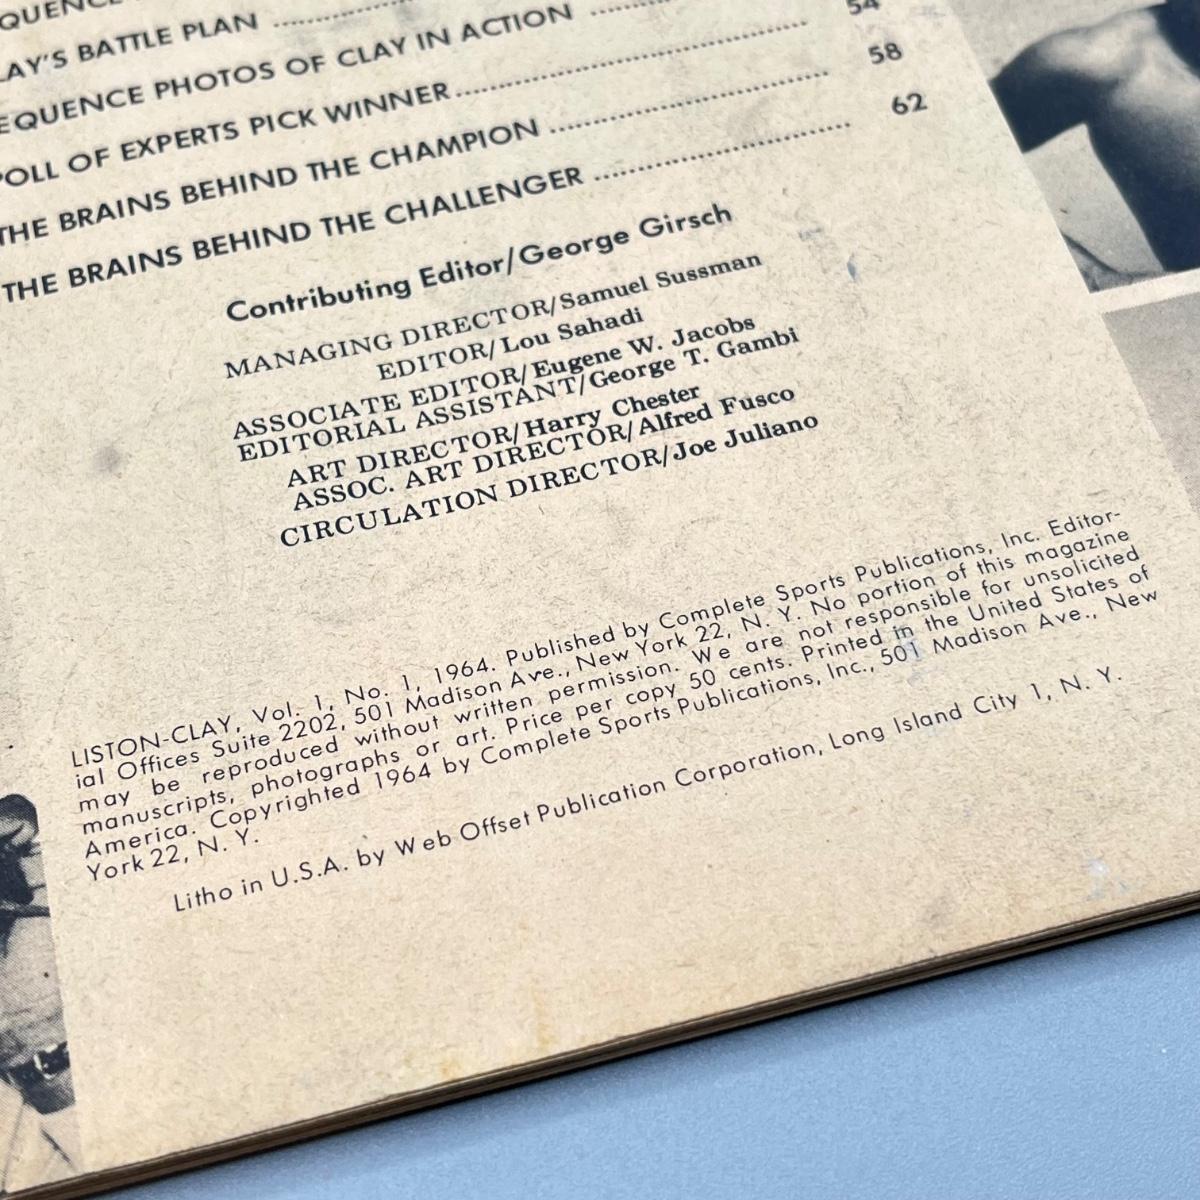 LAY'S BATTLE PLAN
EQUENCE PHOTOS OF CLAY IN ACTION 54
POLL OF EXPERTS PICK WINNER
THE BRAINS BEHIND THE CHAMPION 58
THE BRAINS BEHIND THE CHALLENGER 62
Contributing Editor/George Girsch
MANAGING DIRECTOR/Samuel Sussman
EDITOR/Lou Sahadi
ASSOCIATE EDITOR/Eugene W. Jacobs
EDITORIAL ASSISTANT/George T. Gambi
ART DIRECTOR/Harry Chester
ASSOC. ART DIRECTOR/Alfred Fusco
CIRCULATION DIRECTOR/Joe Juliano
LISTON-CLAY, Vol. 1, No. 1, 1964. Published by Complete Sports Publications, Inc. Editor-
ial Offices Suite 2202, 501 Madison Ave., New York 22, N. Y. No portion of this magazine
may be reproduced without written permission. We are not responsible for unsolicited
manuscripts, photographs or art. Price per copy 50 cents. Printed in the United States of
America. Copyrighted 1964 by Complete Sports Publications, Inc., 501 Madison Ave., New
York 22, N. Y.
Litho in U.S.A. by Web Offset Publication Corporation, Long Island City 1, N. Y.